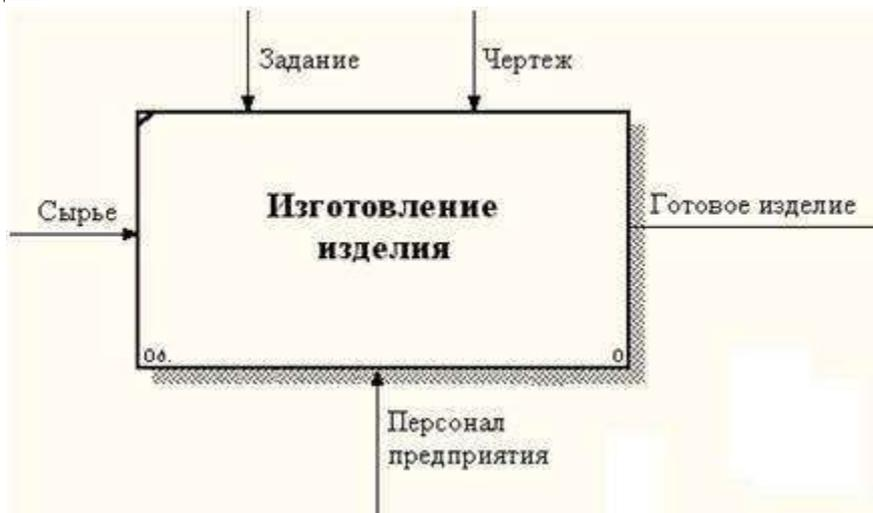 Задание
Чертеж
Сырье
Изготовление
изделия
Готовое изделие
0б.
0
Персонал
предприятия